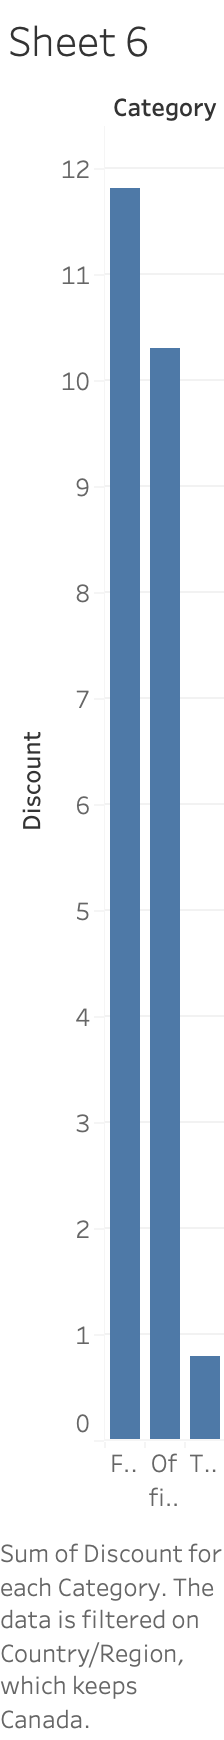 Sheet 6
Category
12
11
10
9
8
7
6
5
4
3
2
1
0
Discount
F.. Of T..
fi..
Sum of Discount for
each Category. The
data is filtered on
Country/Region,
which keeps
Canada.